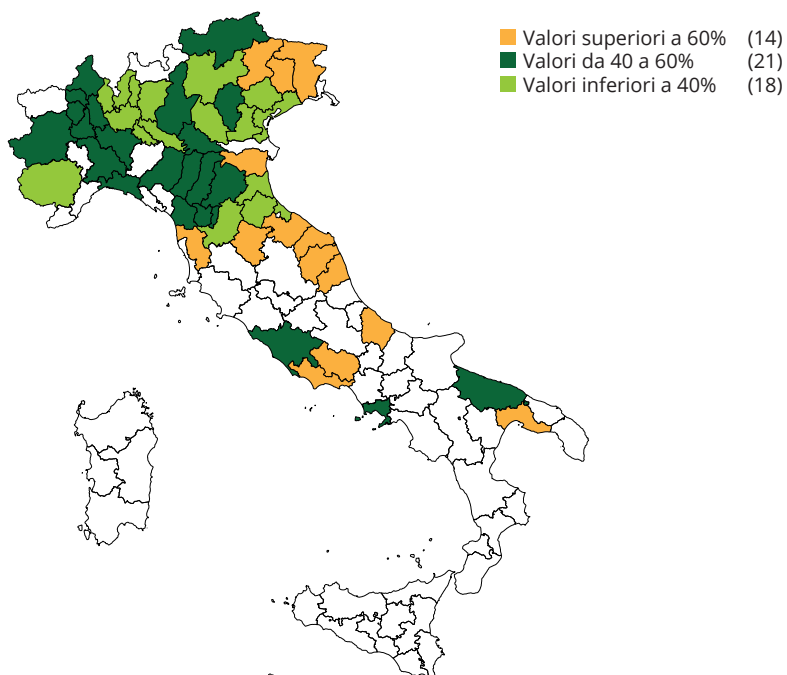 Valori superiori a 60% (14)
Valori da 40 a 60% (21)
Valori inferiori a 40% (18)